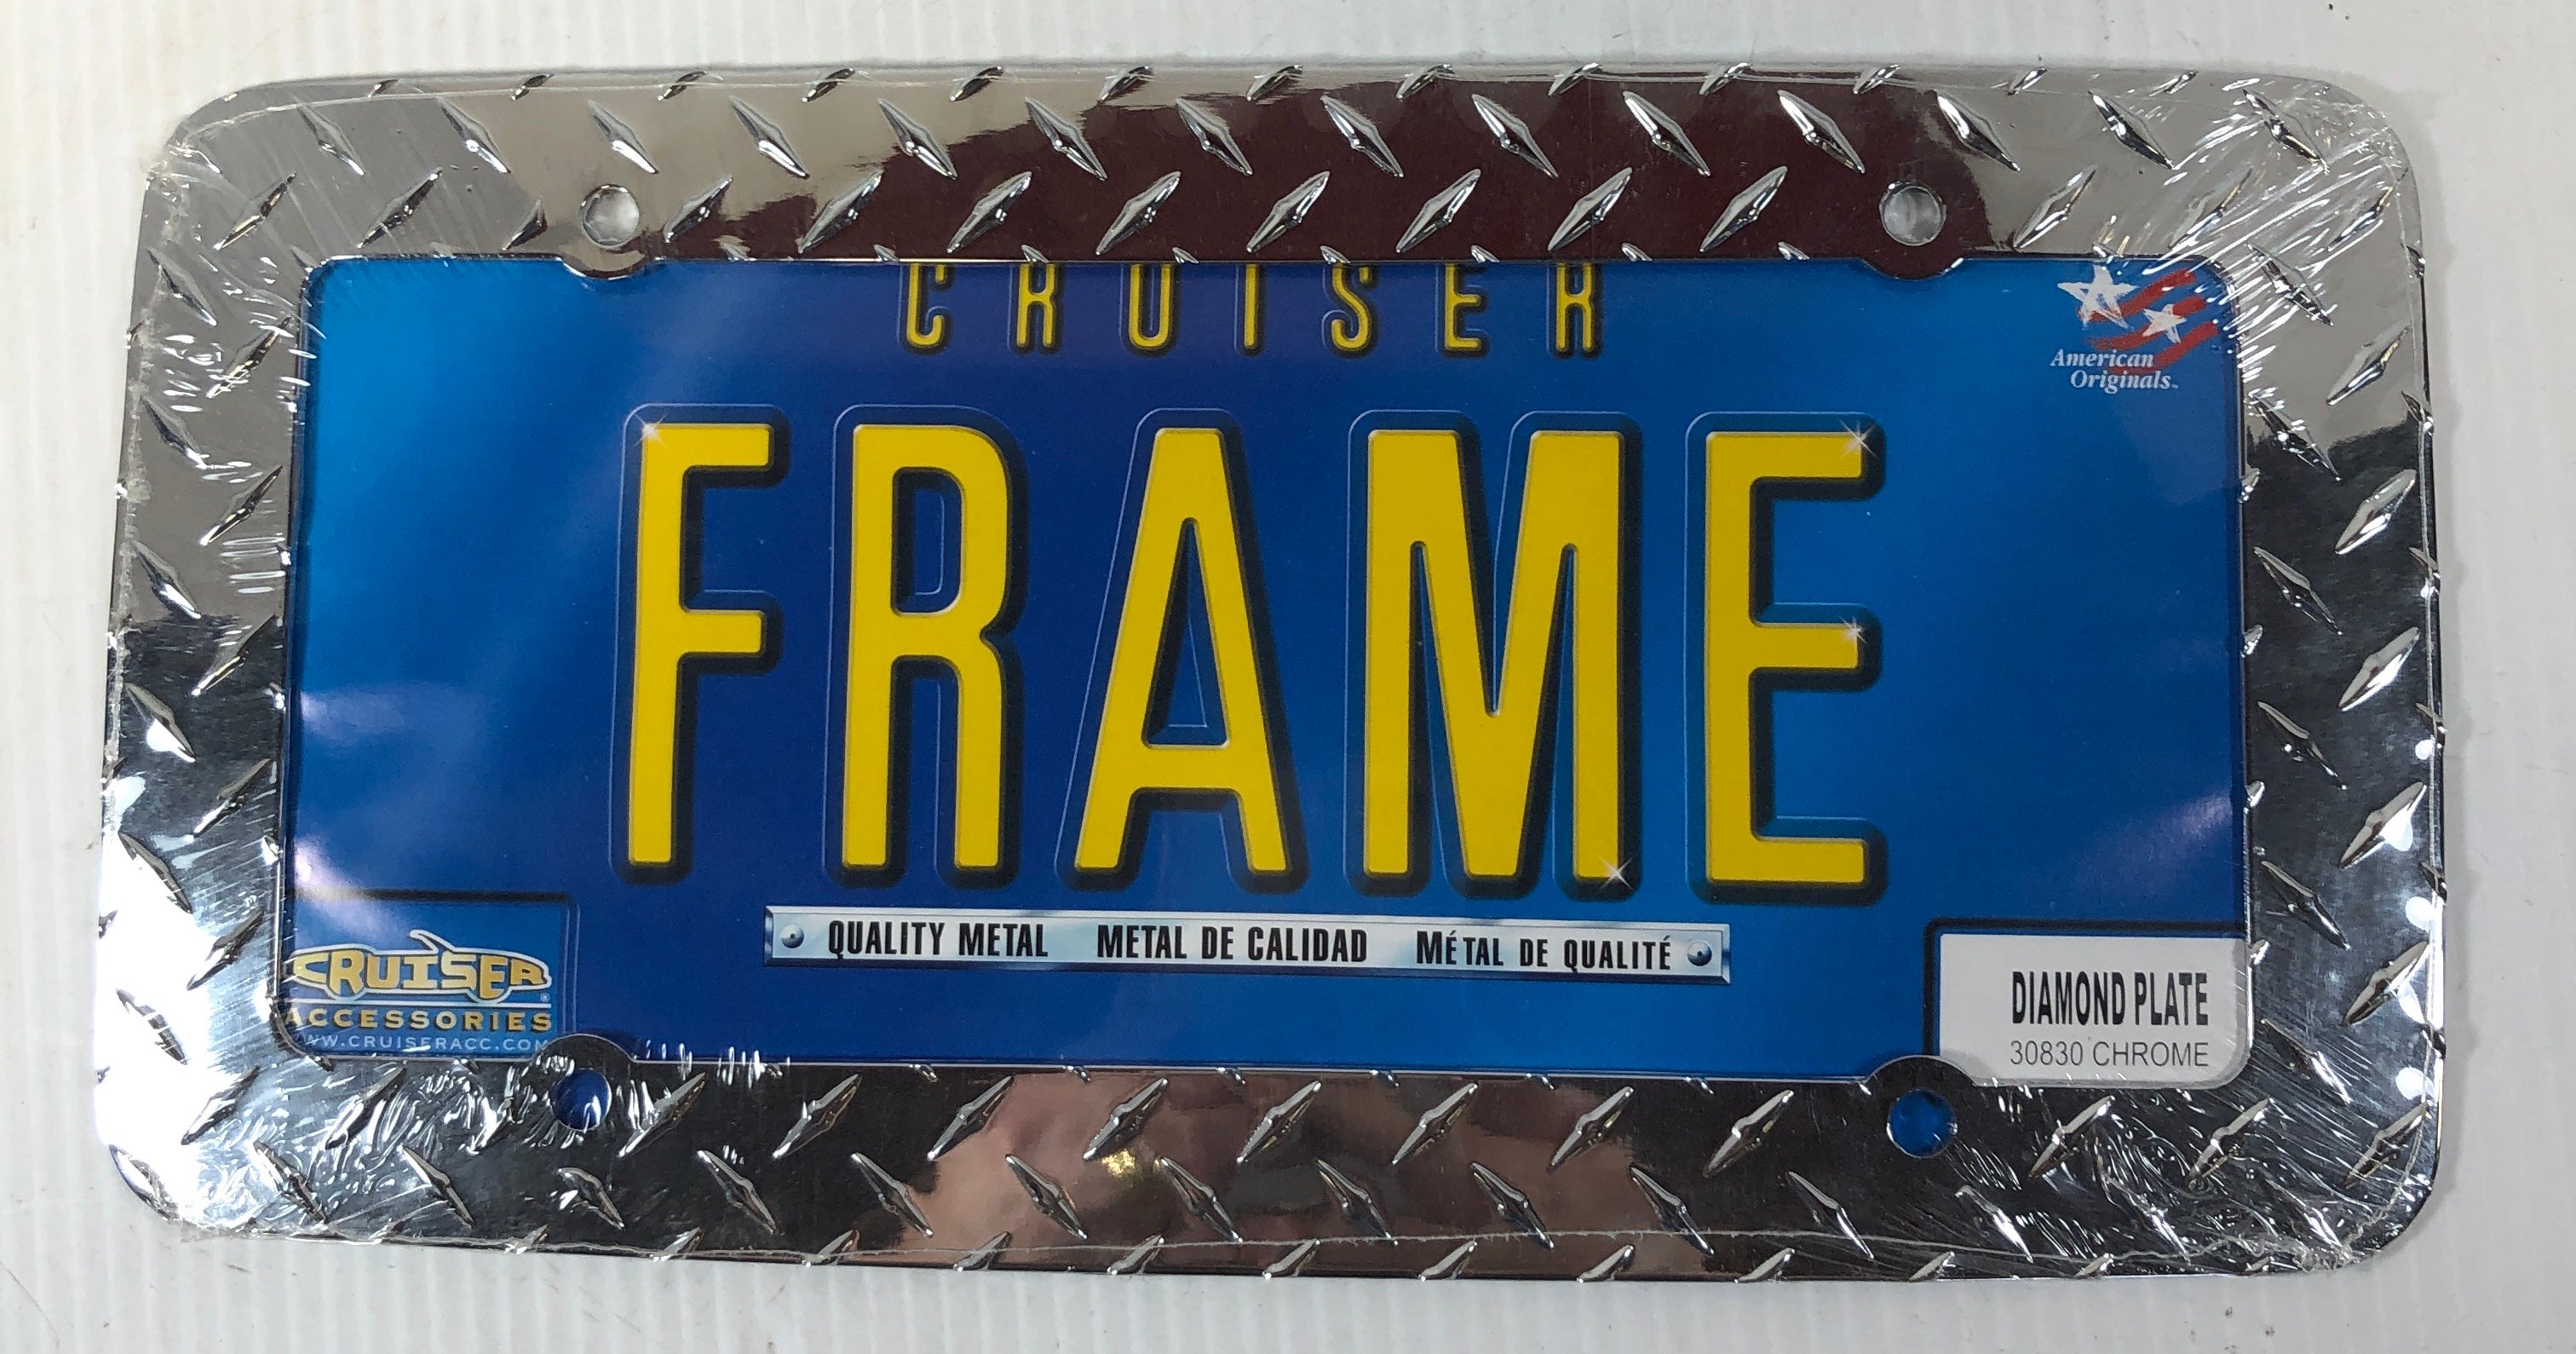 CRUISER
American
Originals™
FRAME
QUALITY METAL METAL DE CALIDAD MÉTAL DE QUALITÉ
CRUISER®
ACCESSORIES
WWW.CRUISERACC.COM
DIAMOND PLATE
30830 CHROME